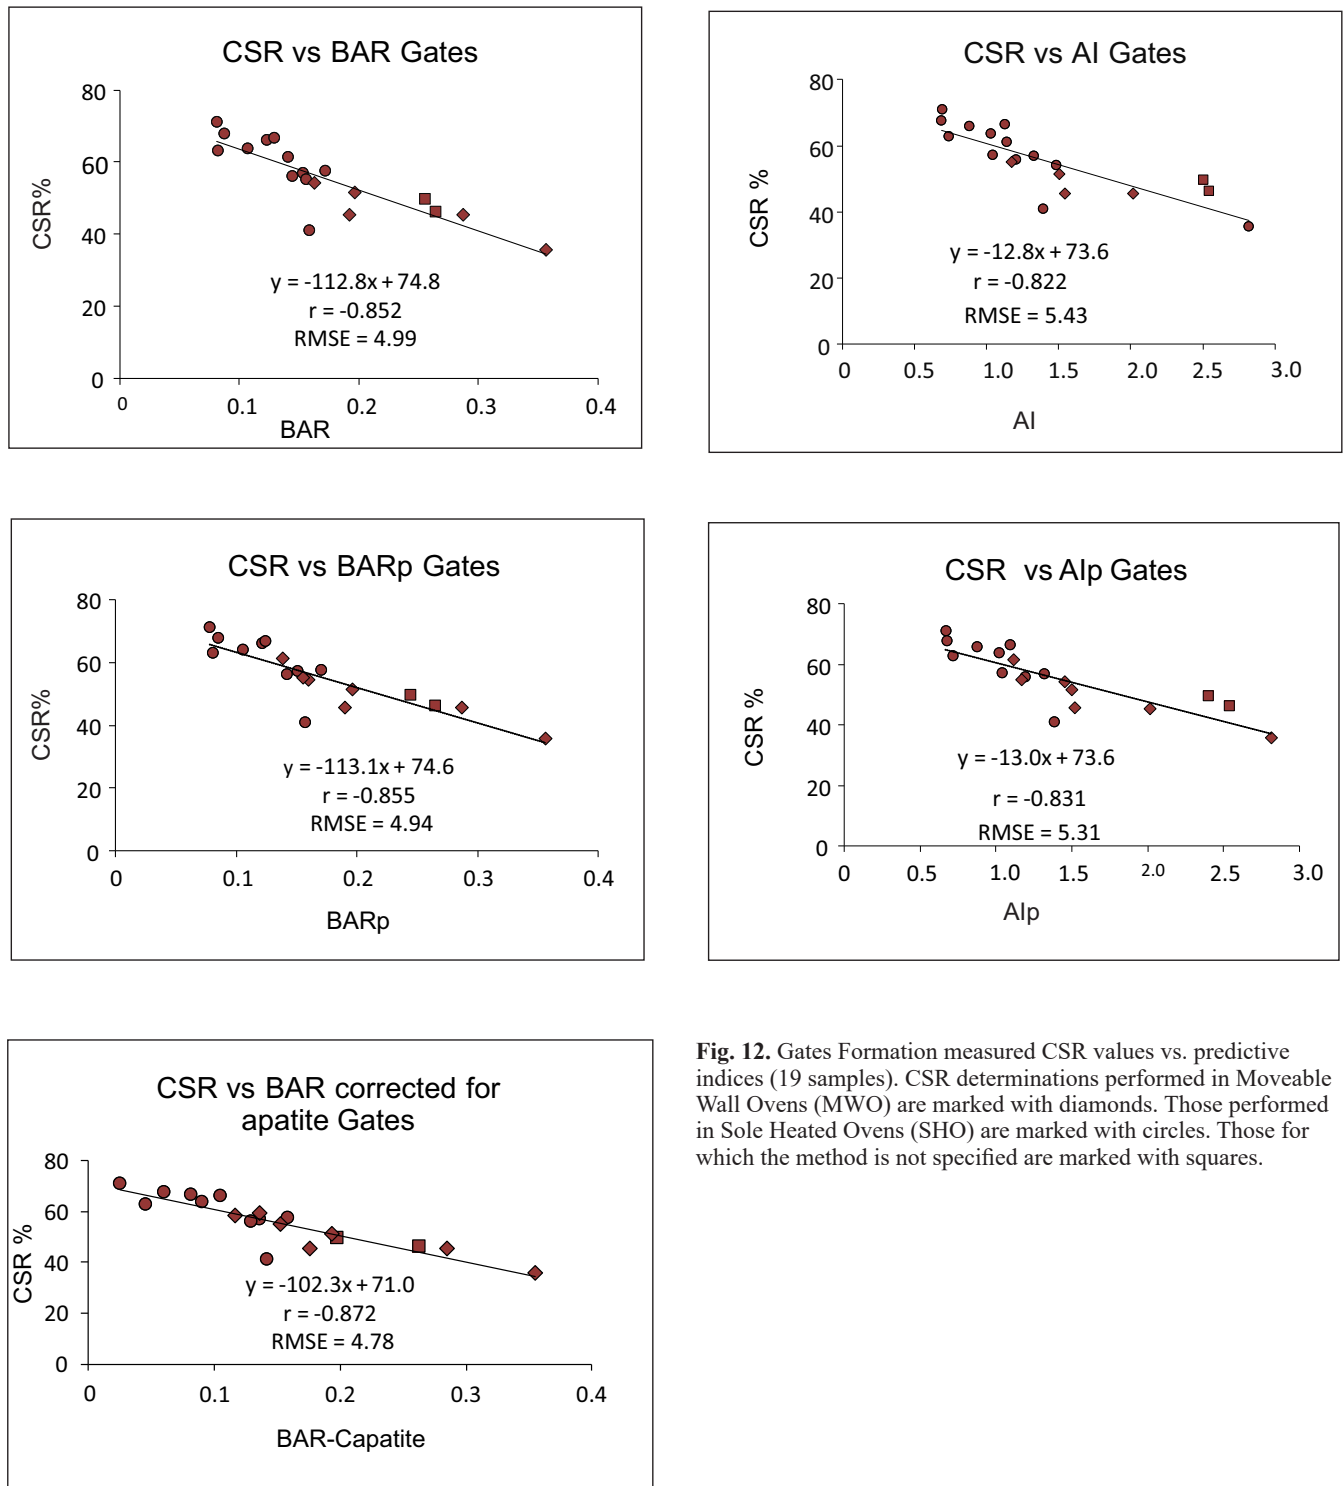 CSR vs BAR Gates
80
60
40
20
0
CSR%
y = -112.8x + 74.8
r = -0.852
RMSE = 4.99
0 0.1 0.2 0.3 0.4
BAR
CSR vs AI Gates
80
60
40
20
0
CSR %
y = -12.8x + 73.6
r = -0.822
RMSE = 5.43
0 0.5 1.0 1.5 2.0 2.5 3.0
AI
CSR vs BARp Gates
80
60
40
20
0
CSR%
y = -113.1x + 74.6
r = -0.855
RMSE = 4.94
0 0.1 0.2 0.3 0.4
BARp
CSR vs AIp Gates
80
60
40
20
0
CSR %
y = -13.0x + 73.6
r = -0.831
RMSE = 5.31
0 0.5 1.0 1.5 2.0 2.5 3.0
AIp
CSR vs BAR corrected for
apatite Gates
80
60
40
20
0
CSR %
y = -102.3x + 71.0
r = -0.872
RMSE = 4.78
0 0.1 0.2 0.3 0.4
BAR-Capatite
Fig. 12. Gates Formation measured CSR values vs. predictive
indices (19 samples). CSR determinations performed in Moveable
Wall Ovens (MWO) are marked with diamonds. Those performed
in Sole Heated Ovens (SHO) are marked with circles. Those for
which the method is not specified are marked with squares.